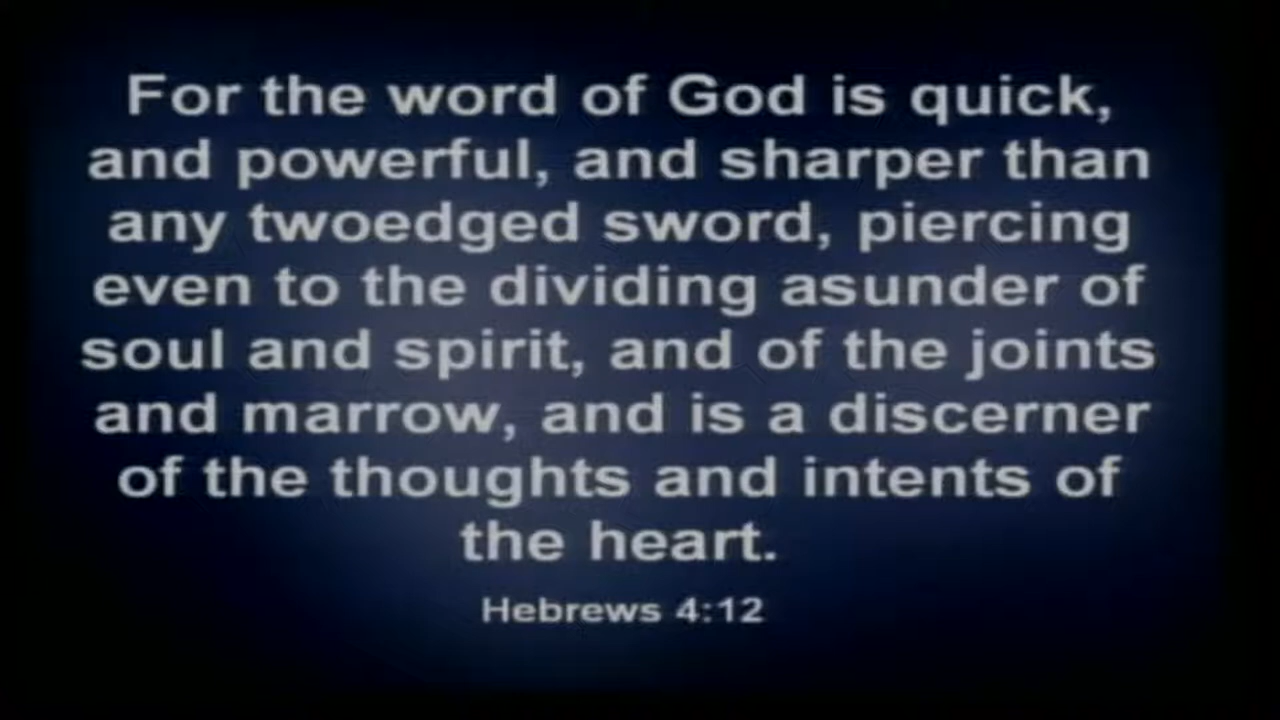 For the word of God is quick,
and powerful, and sharper than
any twoedged sword, piercing
even to the dividing asunder of
soul and spirit, and of the joints
and marrow, and is a discerner
of the thoughts and intents of
the heart.
Hebrews 4:12